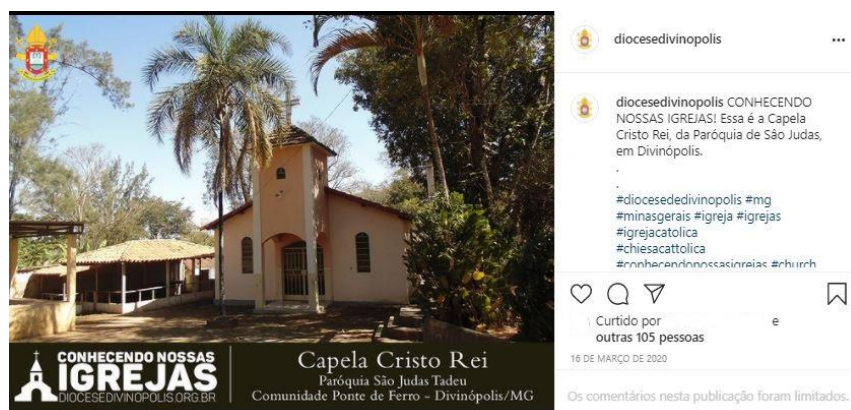 CONHECENDO NOSSAS
IGREJAS
DIOCESEDIVINOPOLIS.ORG.BR
Capela Cristo Rei
Paróquia São Judas Tadeu
Comunidade Ponte de Ferro - Divinópolis/MG
diocesedivinopolis
diocesedivinopolis CONHECENDO
NOSSAS IGREJAS! Essa é a Capela
Cristo Rei, da Paróquia de São Judas,
em Divinópolis.
.
.
#diocesededivinopolis #mg
#minasgerais #igreja #igrejas
#igrejacatolica
#chiesacattolica
#conhecendonossasigrejas #church
Curtido por e
outras 105 pessoas
16 DE MARÇO DE 2020
Os comentários nesta publicação foram limitados.